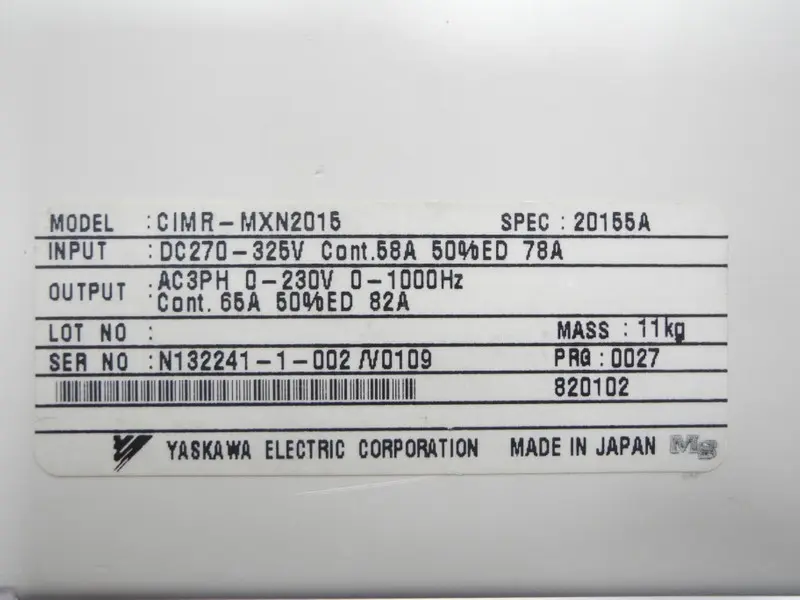 MODEL : CIMR-MXN2015 SPEC : 20155A
INPUT : DC270-325V Cont.58A 50%ED 78A
OUTPUT : AC3PH 0-230V 0-1000Hz
Cont. 65A 50%ED 82A
LOT NO : MASS : 11kg
SER NO : N132241-1-002 /V0109 PRG : 0027
820102
YASKAWA ELECTRIC CORPORATION MADE IN JAPAN